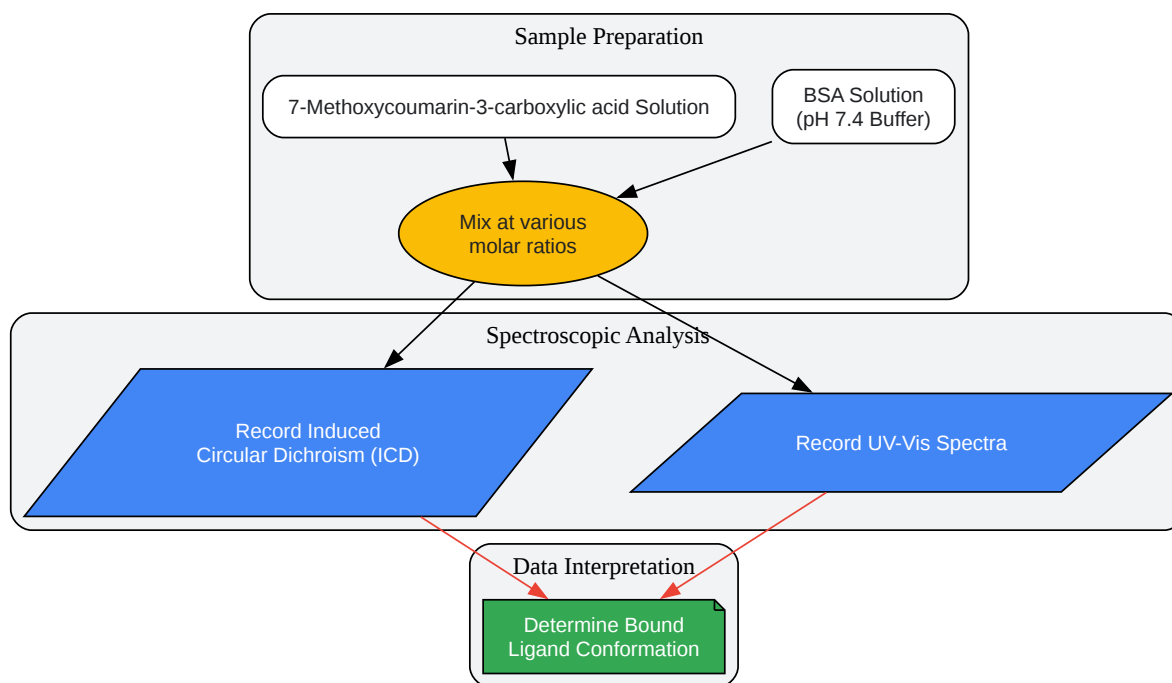 Sample Preparation
7-Methoxycoumarin-3-carboxylic acid Solution
BSA Solution
(pH 7.4 Buffer)
Mix at various
molar ratios
Spectroscopic Analysis
Record Induced
Circular Dichroism (ICD)
Record UV-Vis Spectra
Data Interpretation
Determine Bound
Ligand Conformation